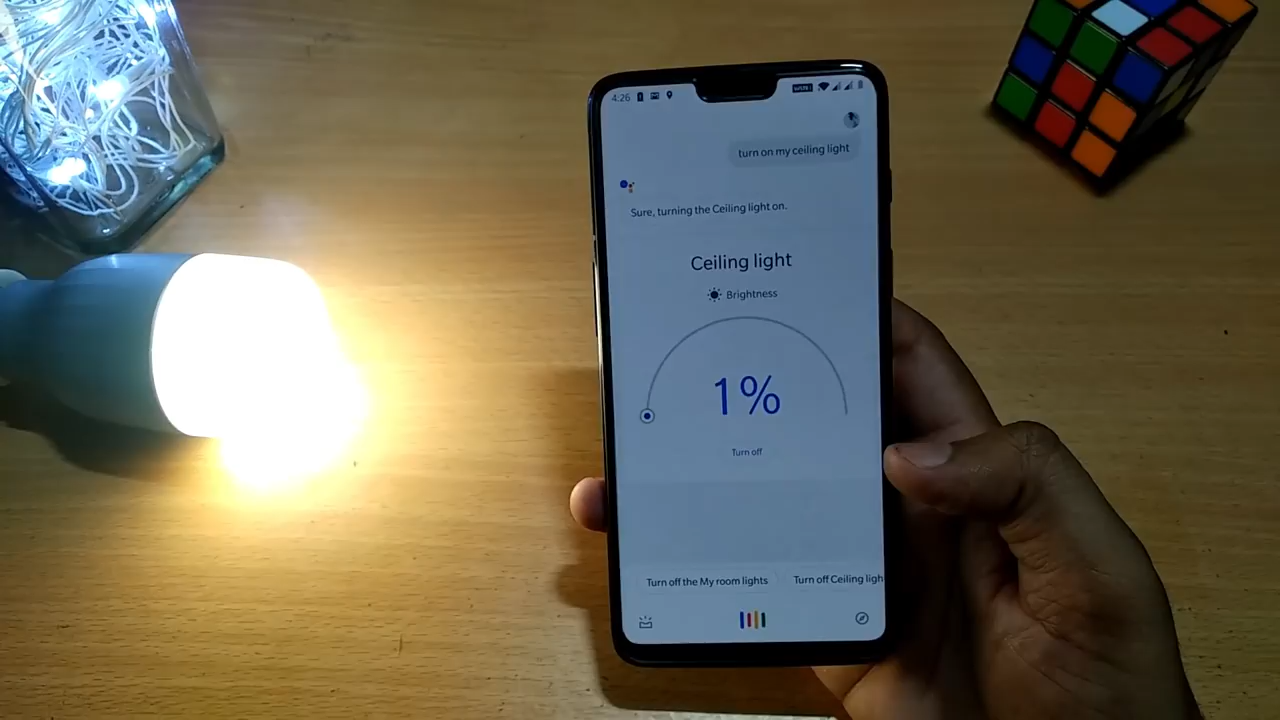 4:26
turn on my ceiling light
Sure, turning the Ceiling light on.
Ceiling light
Brightness
1%
Turn off
Turn off the My room lights
Turn off Ceiling ligh